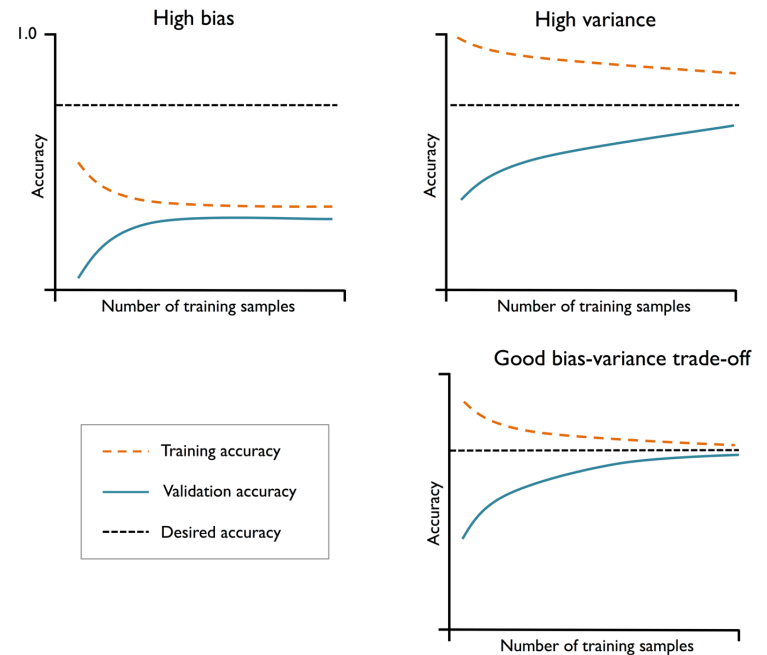 High bias
1.0
Accuracy
Number of training samples
High variance
Accuracy
Number of training samples
Good bias-variance trade-off
Accuracy
Number of training samples
Training accuracy
Validation accuracy
Desired accuracy